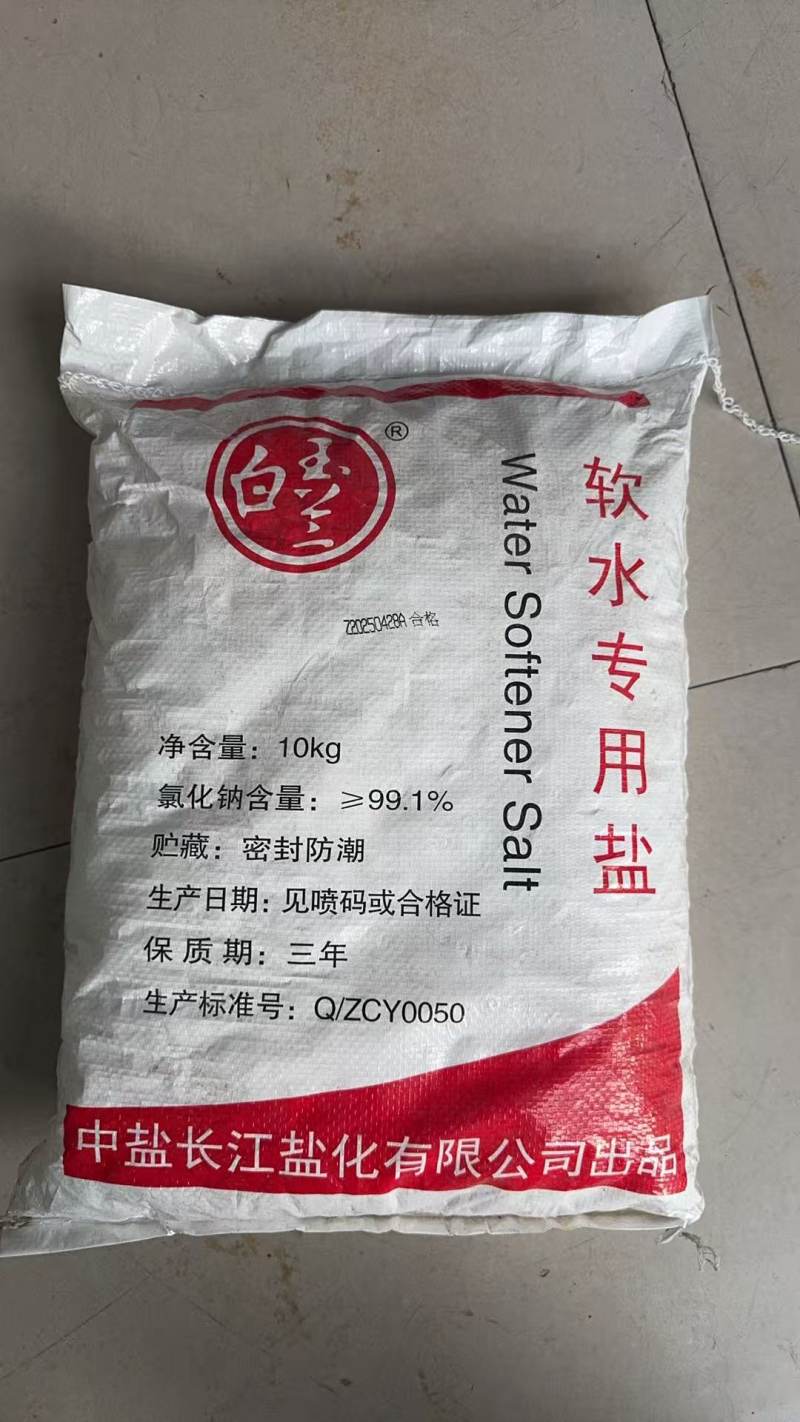 白玉兰
®
软水专用盐
Water Softener Salt
Z20250428A 合格
净含量：10kg
氯化钠含量：≥99.1%
贮藏：密封防潮
生产日期：见喷码或合格证
保质期：三年
生产标准号：Q/ZCY0050
中盐长江盐化有限公司出品